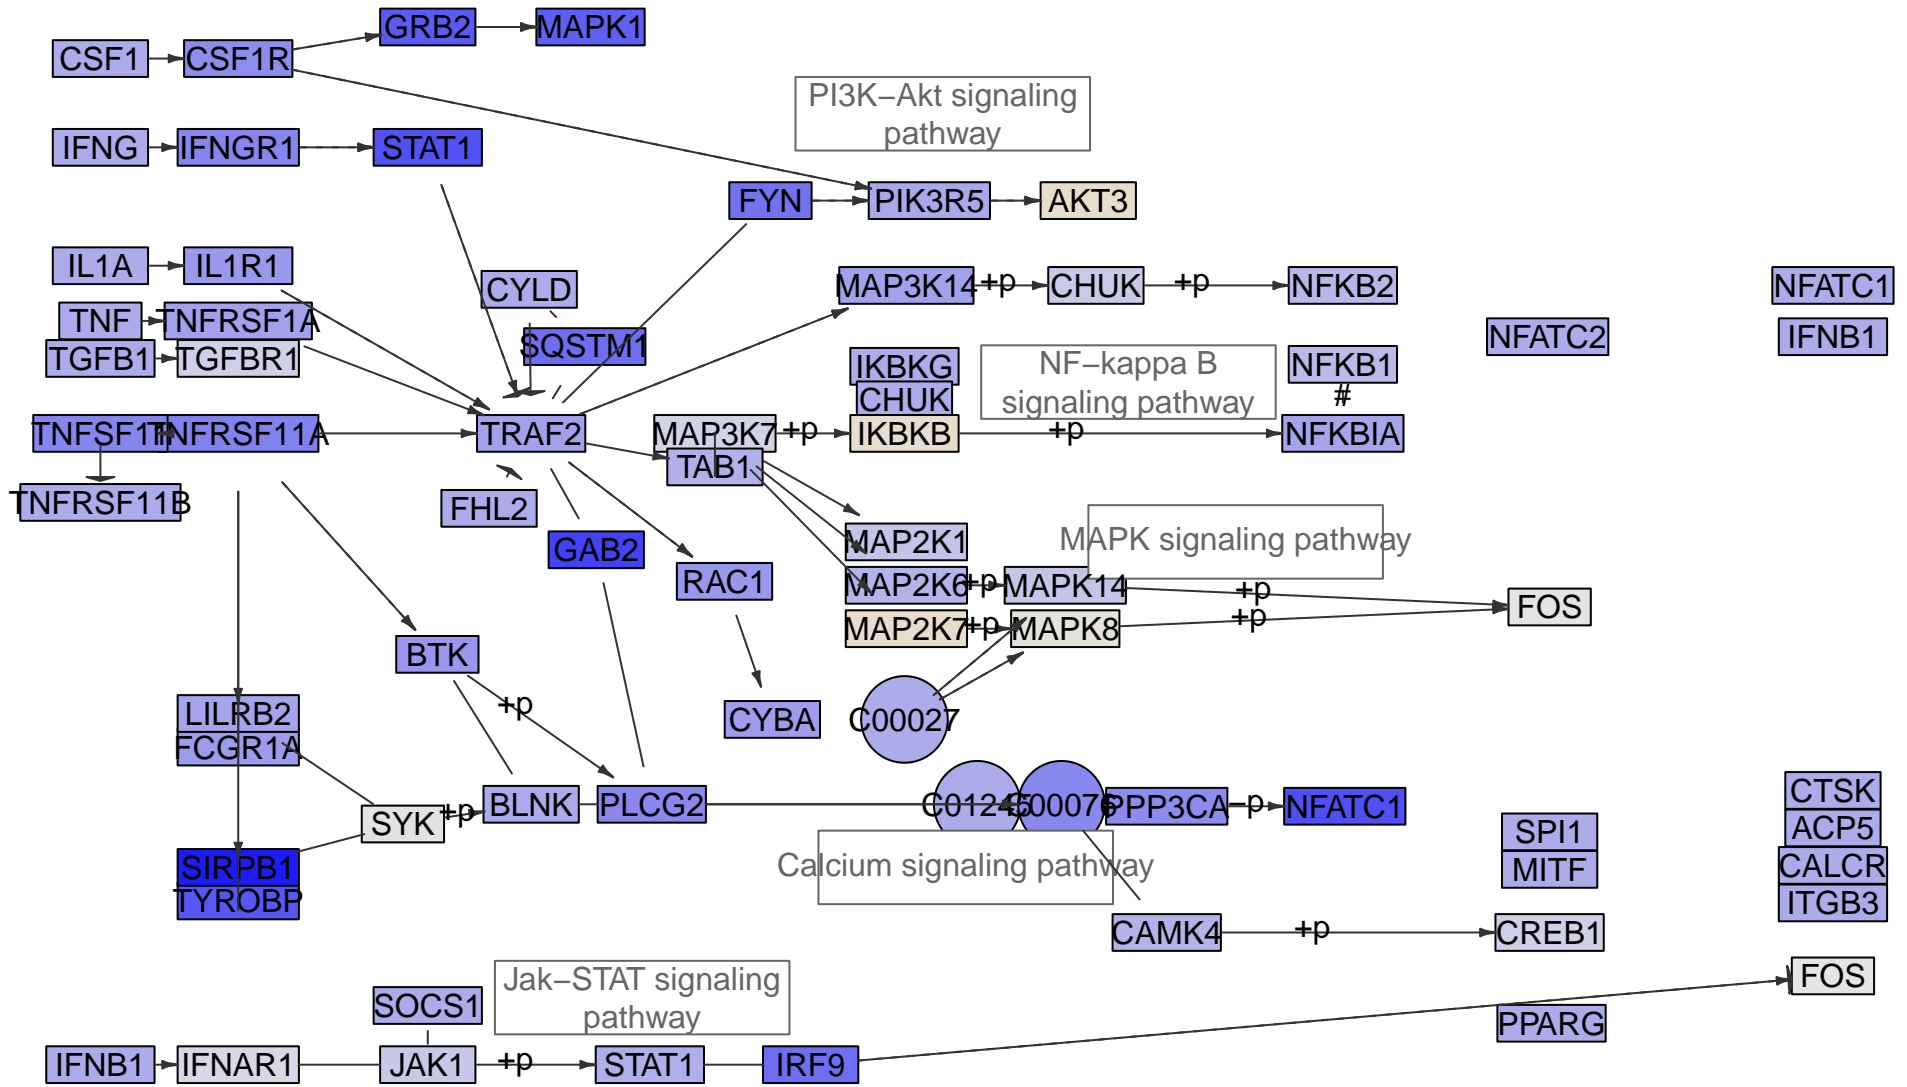 GRB2
MAPK1
CSF1
CSF1R
PI3K−Akt signaling
pathway
IFNG
IFNGR1
STAT1
FYN
PIK3R5
AKT3
IL1A
IL1R1
CYLD
MAP3K14
+p
CHUK
+p
NFKB2
NFATC1
TNF
TNFRSF1A
SQSTM1
NFATC2
IFNB1
TGFB1
TGFBR1
IKBKG
NF−kappa B
signaling pathway
NFKB1
CHUK
#
TNFSF11
TNFRSF11A
TRAF2
MAP3K7
+p
IKBKB
+p
NFKBIA
TAB1
TNFRSF11B
FHL2
GAB2
MAP2K1
MAPK signaling pathway
RAC1
MAP2K6
+p
MAPK14
+p
FOS
MAP2K7
+p
MAPK8
+p
BTK
LILRB2
+p
CYBA
C00027
FCGR1A
SYK
+p
BLNK
PLCG2
C01245
C00076
PPP3CA
−p
NFATC1
CTSK
SPI1
ACP5
SIRPB1
Calcium signaling pathway
MITF
CALCR
TYROBP
ITGB3
CAMK4
+p
CREB1
Jak−STAT signaling
pathway
FOS
SOCS1
PPARG
IFNB1
IFNAR1
JAK1
+p
STAT1
IRF9